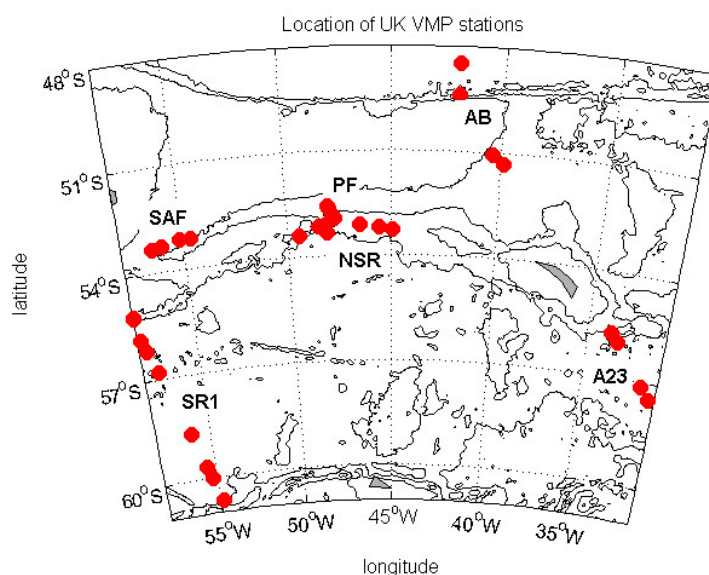 Location of UK VMP stations
48°S
AB
51°S
PF
SAF
NSR
54°S
latitude
A23
57°S
SR1
60°S
55°W
50°W
45°W
40°W
35°W
longitude